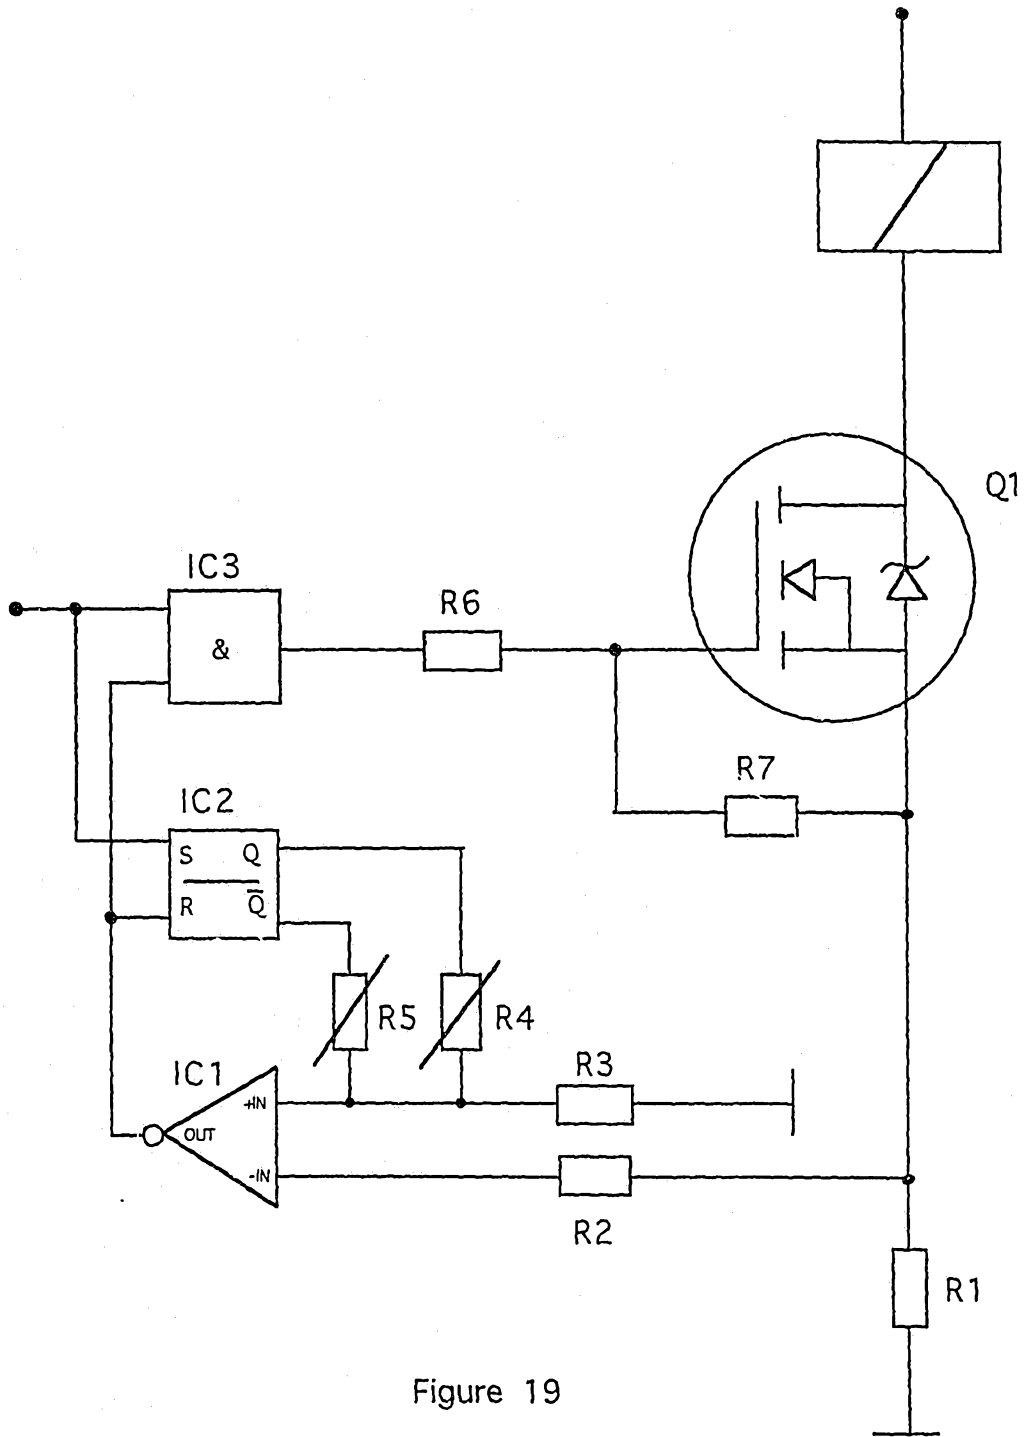 Q1
IC3
&
R6
R7
IC2
S Q
R Q̅
R5
R4
IC1
+IN
OUT
-IN
R3
R2
R1
Figure 19